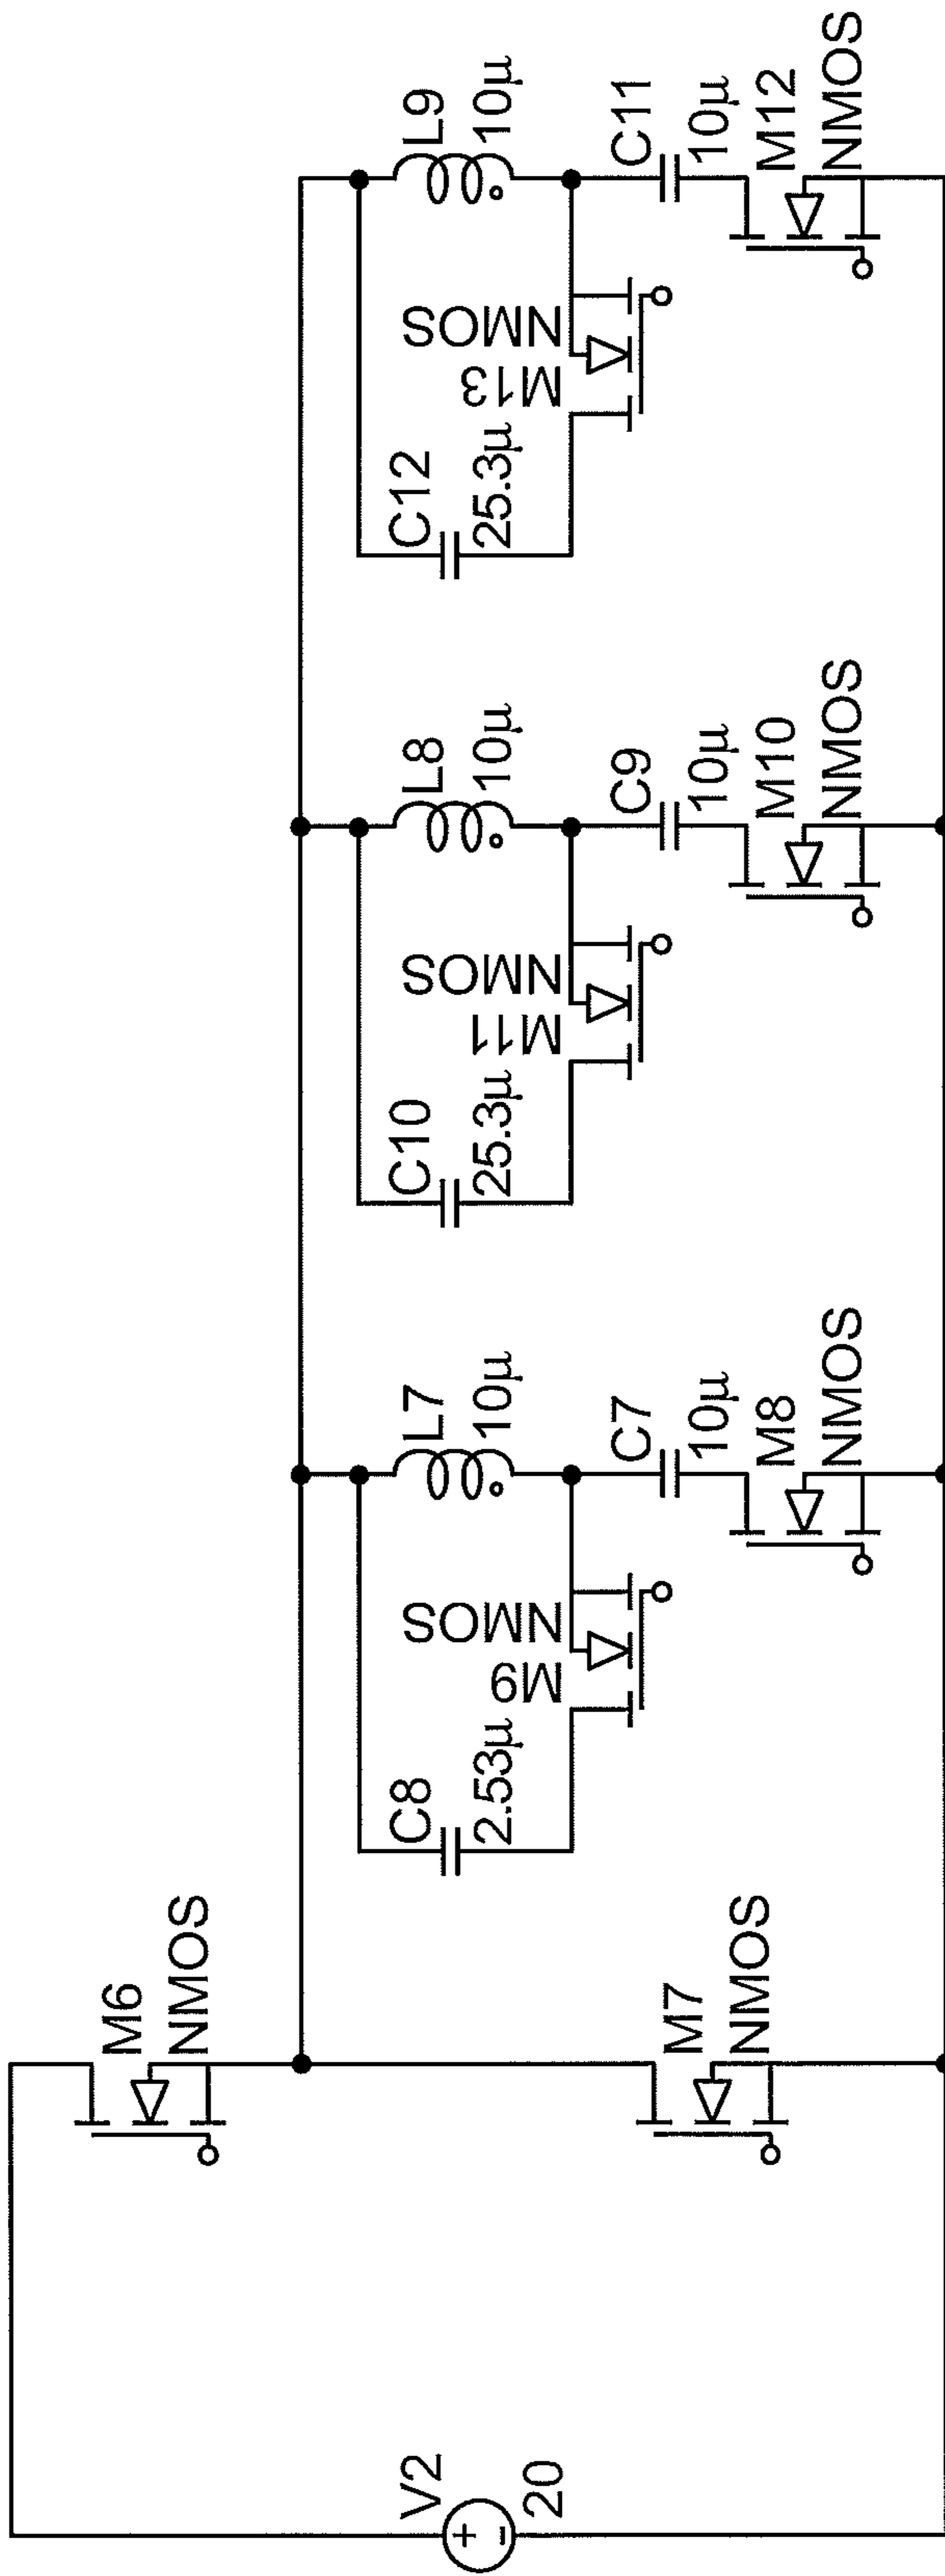 V2
20
M6
NMOS
M7
NMOS
C8
2.53µ
M9
NMOS
L7
10µ
C7
10µ
M8
NMOS
C10
25.3µ
M11
NMOS
L8
10µ
C9
10µ
M10
NMOS
C12
25.3µ
M13
NMOS
L9
10µ
C11
10µ
M12
NMOS